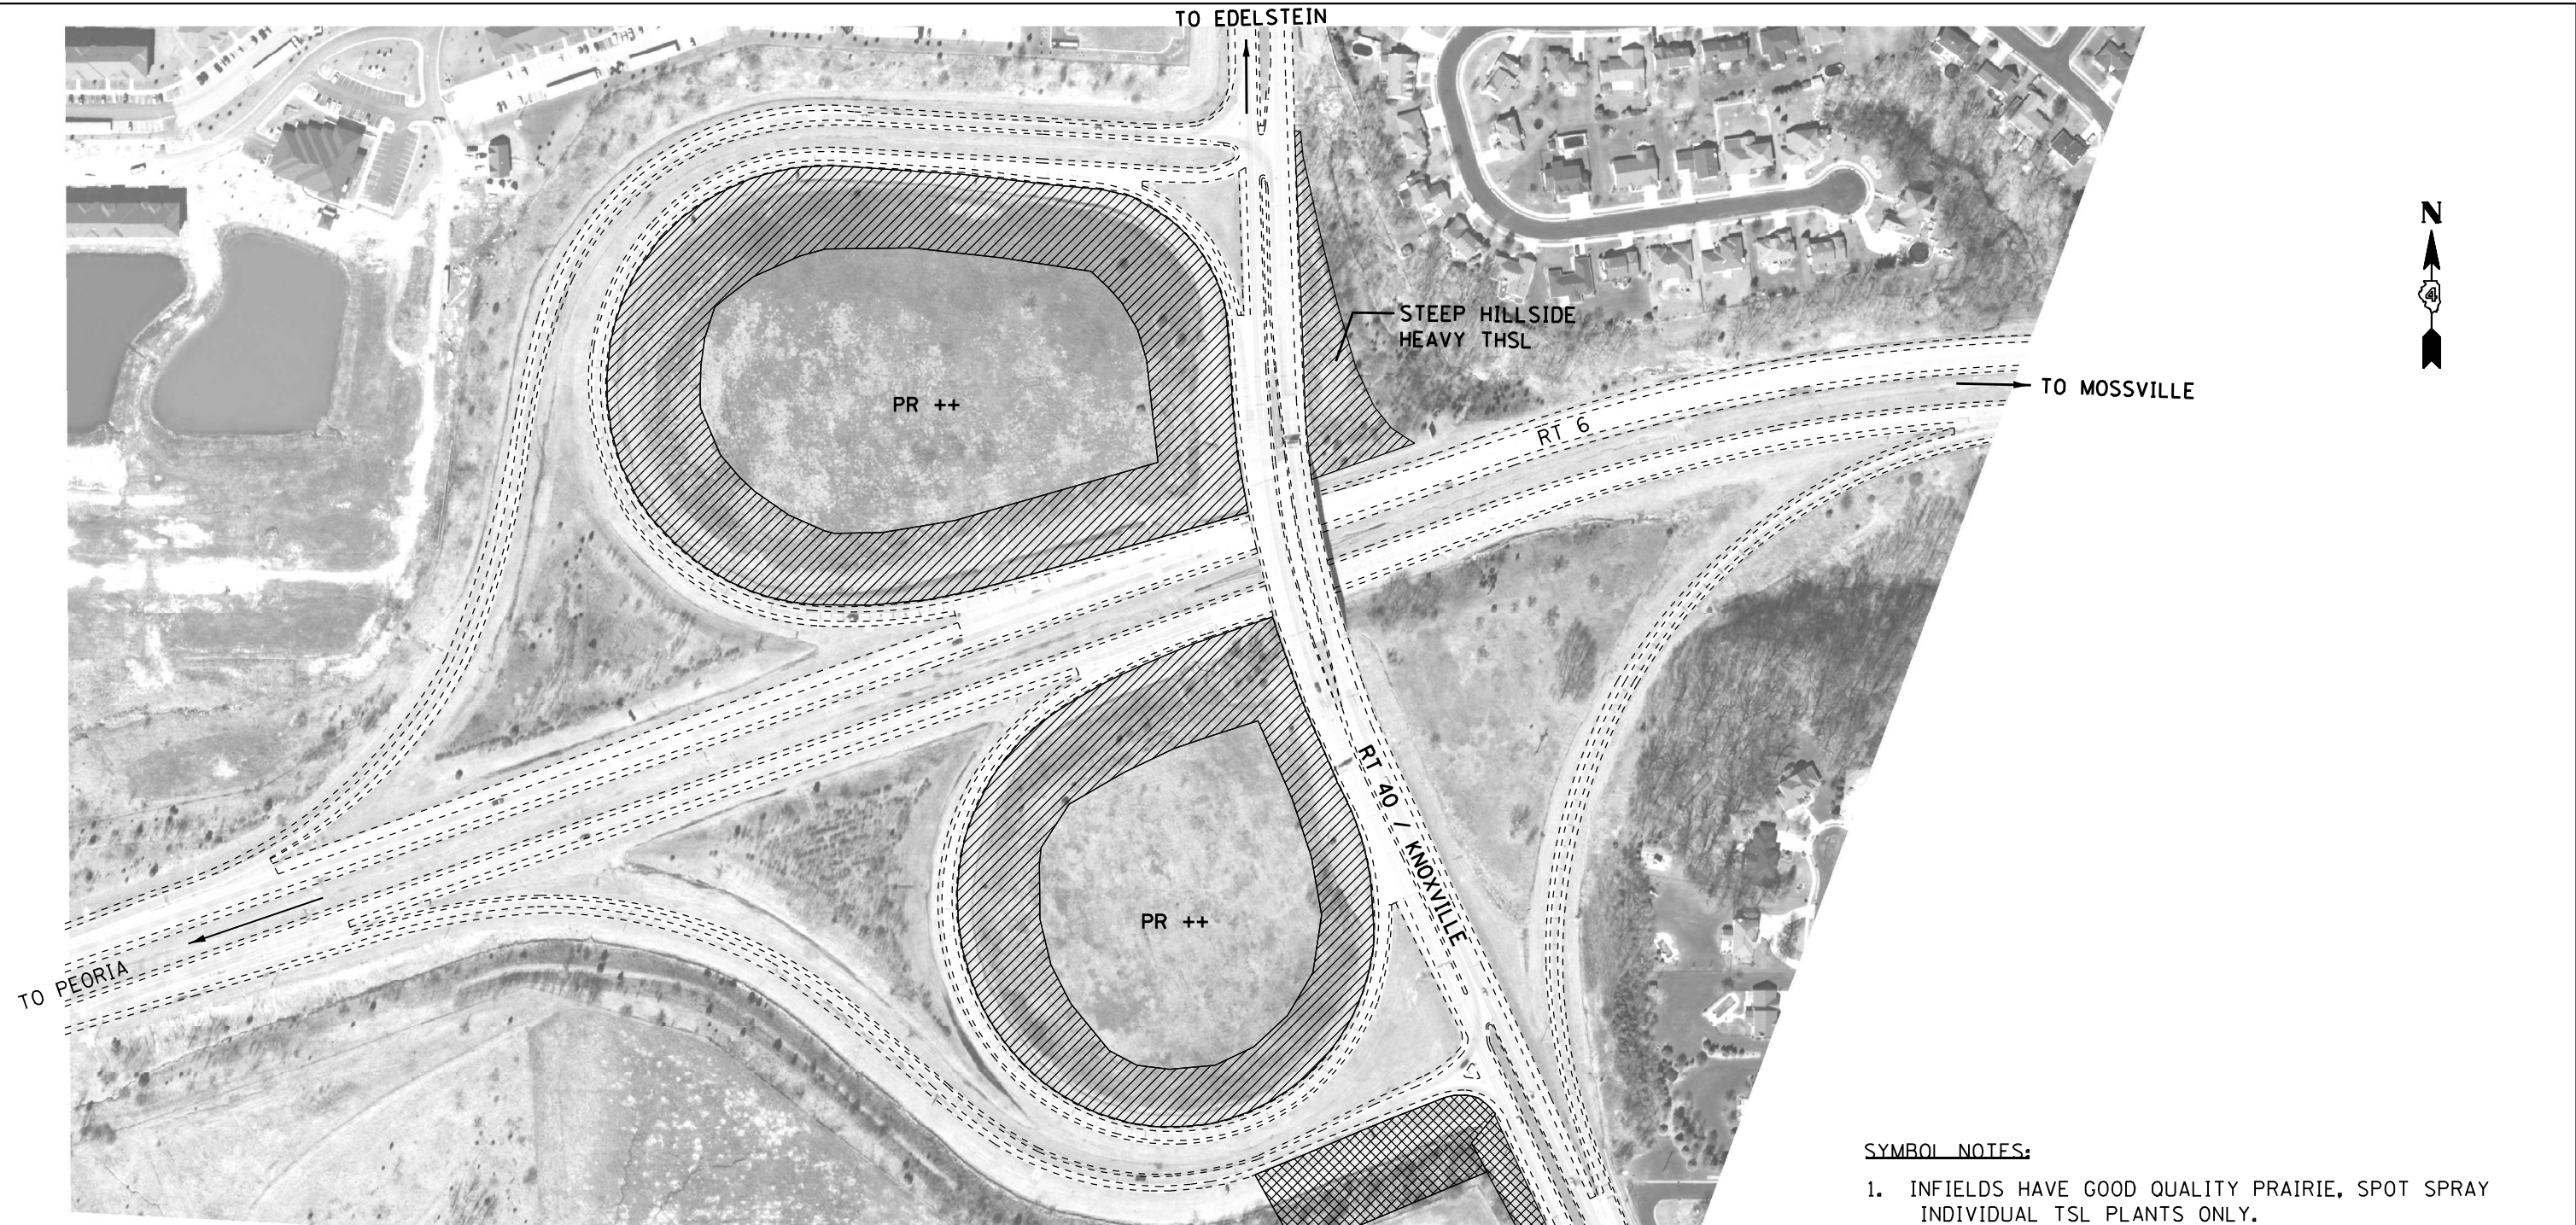 TO EDELSTEIN
N
4
STEEP HILLSIDE
HEAVY THSL
TO MOSSVILLE
RT 6
PR ++
RT 40 / KNOXVILLE
PR ++
TO PEORIA
SYMBOL NOTES:
1. INFIELDS HAVE GOOD QUALITY PRAIRIE, SPOT SPRAY
INDIVIDUAL TSL PLANTS ONLY.